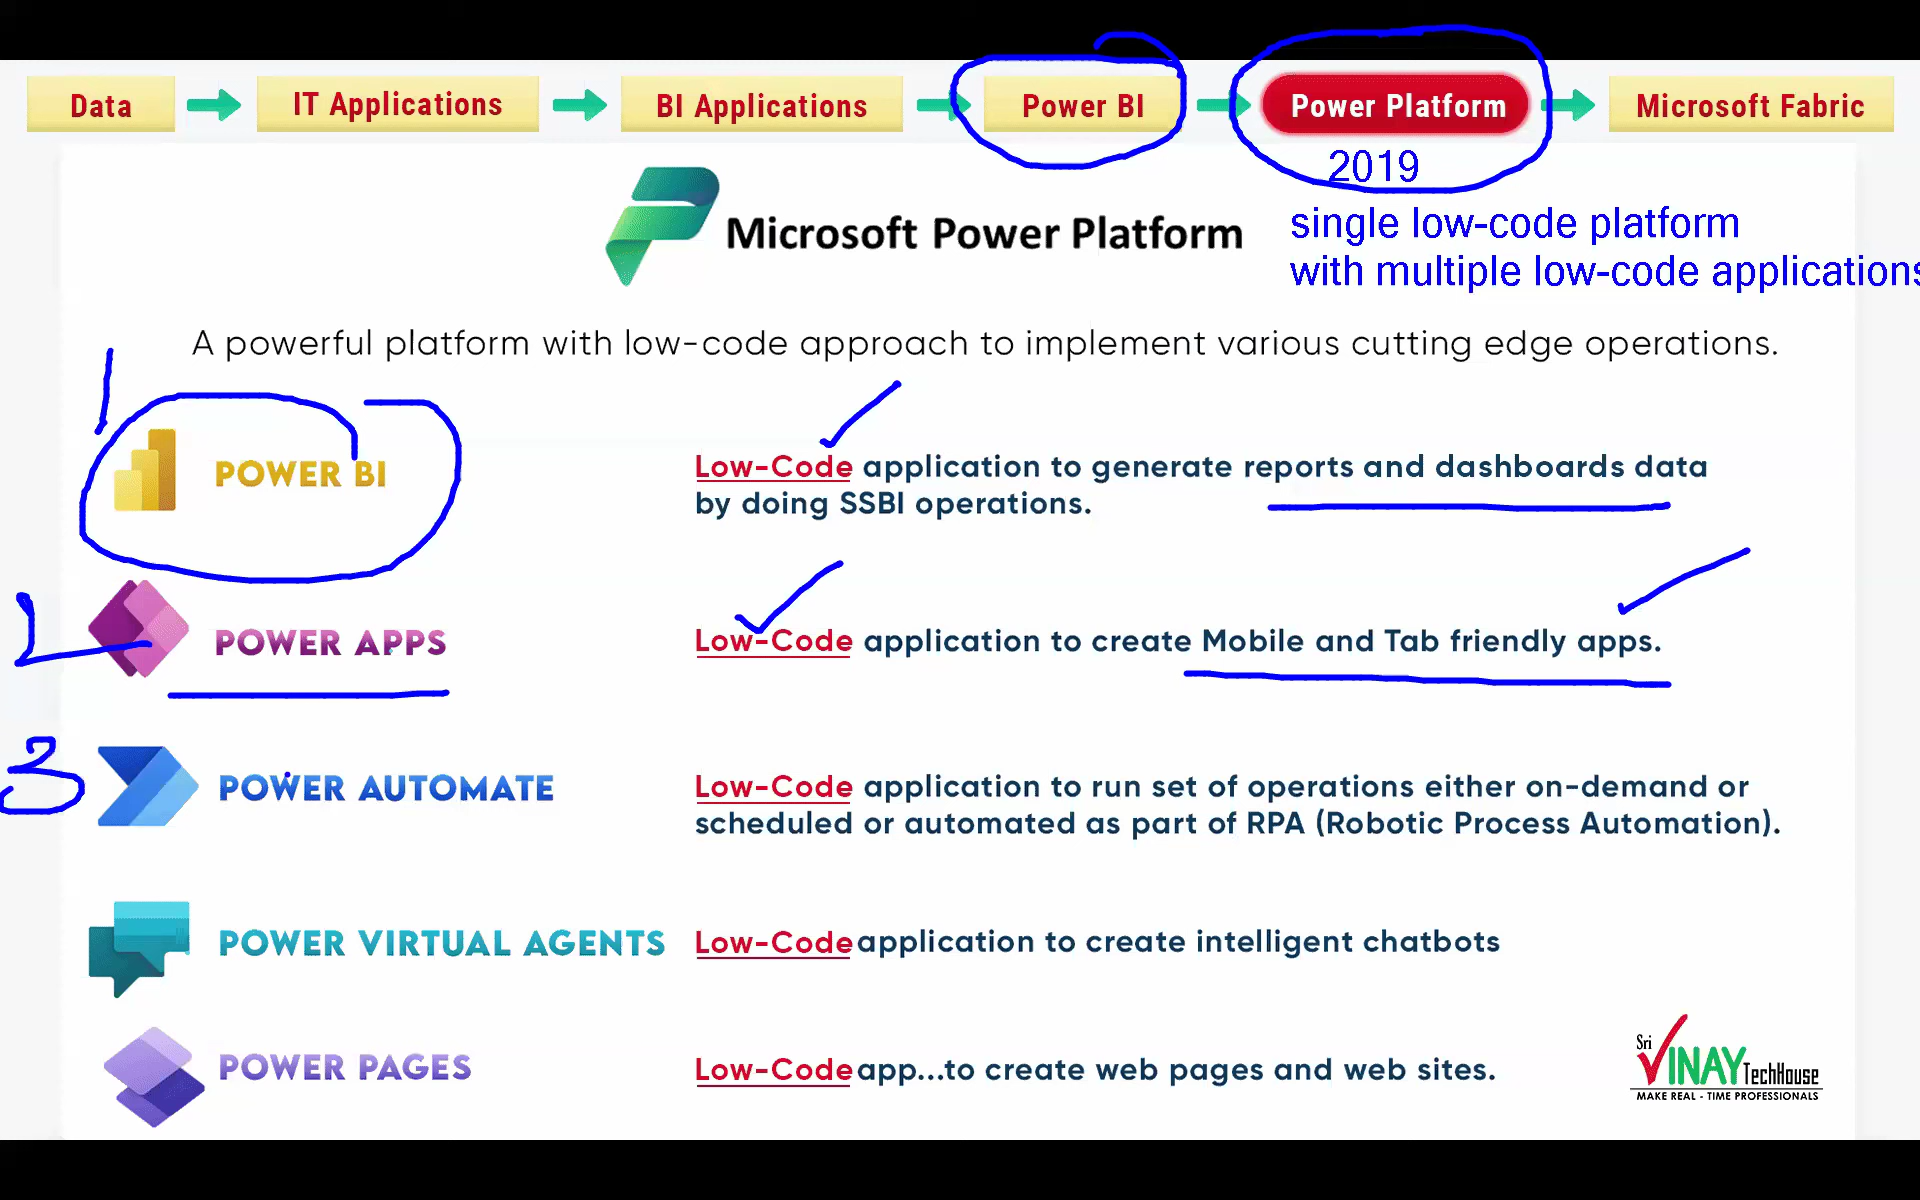 Data
IT Applications
BI Applications
Power BI
Power Platform
Microsoft Fabric
2019
Microsoft Power Platform
single low-code platform
with multiple low-code applications
A powerful platform with low-code approach to implement various cutting edge operations.
1
POWER BI
Low-Code application to generate reports and dashboards data
by doing SSBI operations.
2
POWER APPS
Low-Code application to create Mobile and Tab friendly apps.
3
POWER AUTOMATE
Low-Code application to run set of operations either on-demand or
scheduled or automated as part of RPA (Robotic Process Automation).
POWER VIRTUAL AGENTS
Low-Code application to create intelligent chatbots
POWER PAGES
Low-Code app...to create web pages and web sites.
Sri
VINAY TechHouse
MAKE REAL - TIME PROFESSIONALS